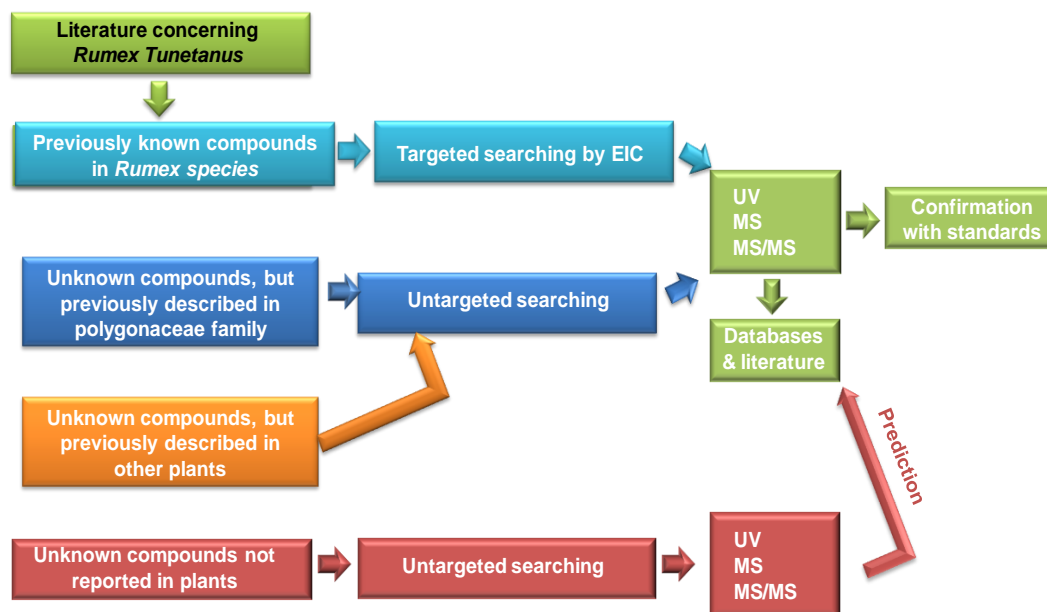 Literature concerning
Rumex Tunetanus
Previously known compounds
in Rumex species
Targeted searching by EIC
UV
MS
MS/MS
Confirmation
with standards
Unknown compounds, but
previously described in
polygonaceae family
Untargeted searching
Databases
& literature
Unknown compounds, but
previously described in
other plants
Prediction
Unknown compounds not
reported in plants
Untargeted searching
UV
MS
MS/MS